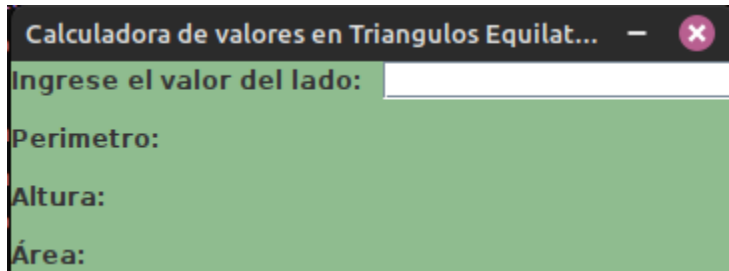 Calculadora de valores en Triangulos Equilat...
Ingrese el valor del lado:
Perimetro:
Altura:
Área: